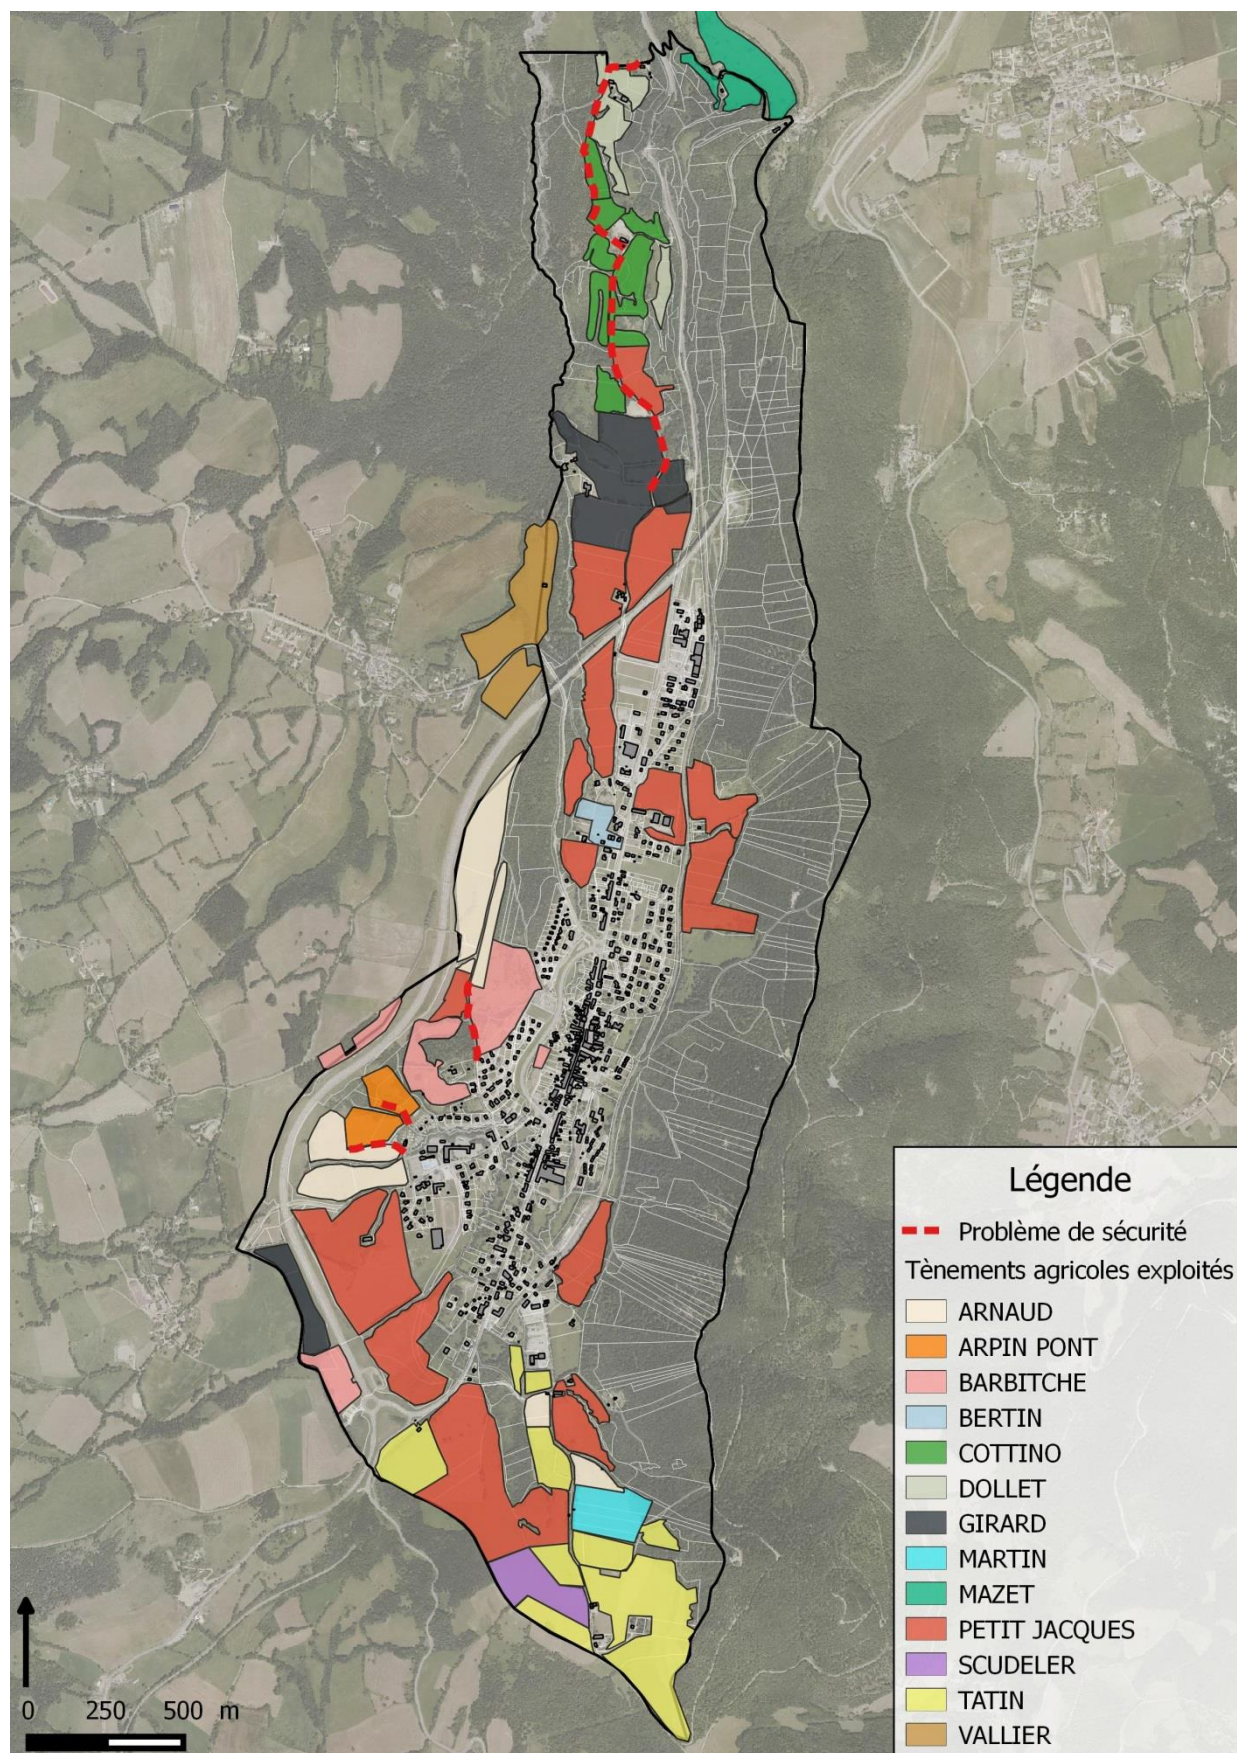 Légende
Problème de sécurité
Tènements agricoles exploités
ARNAUD
ARPIN PONT
BARBITCHE
BERTIN
COTTINO
DOLLET
GIRARD
MARTIN
MAZET
PETIT JACQUES
SCUDELER
TATIN
VALLIER
0 250 500 m